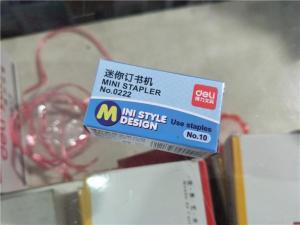 迷你订书机
MINI STAPLER
No.0222
deli
得力文具
MINI STYLE
DESIGN
Use staples
No.10